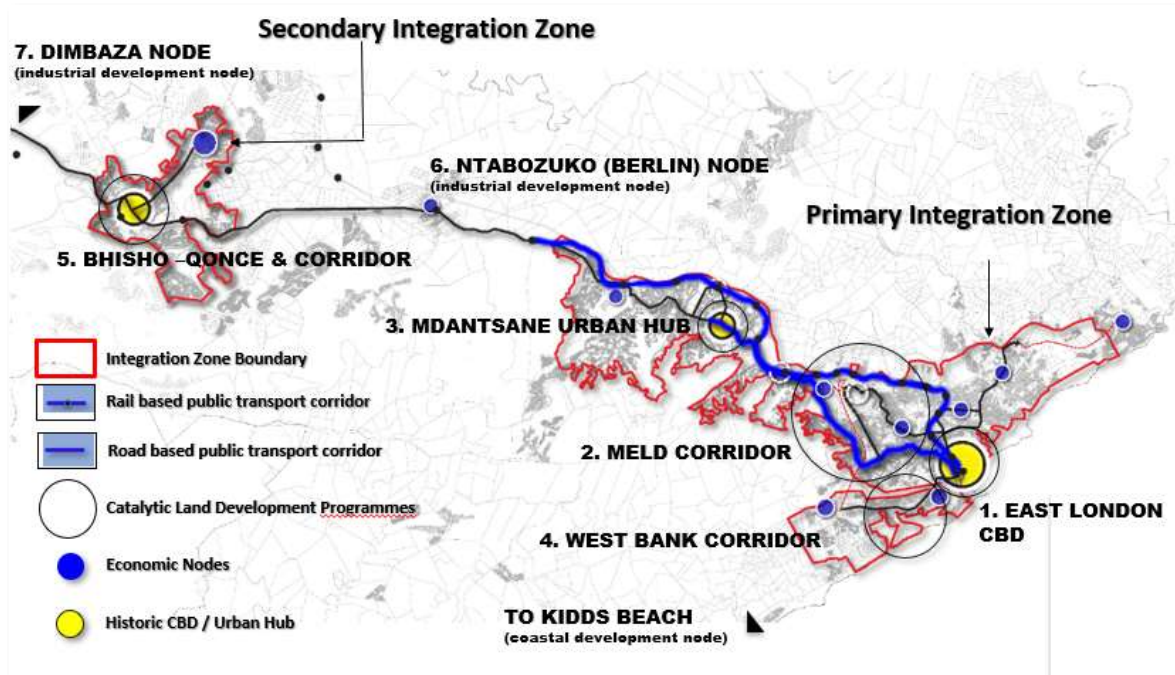 Secondary Integration Zone
7. DIMBAZA NODE
(industrial development node)
6. NTABOZUKO (BERLIN) NODE
(industrial development node)
Primary Integration Zone
5. BHISHO –QONCE & CORRIDOR
3. MDANTSANE URBAN HUB
Integration Zone Boundary
Rail based public transport corridor
Road based public transport corridor
2. MELD CORRIDOR
Catalytic Land Development Programmes
1. EAST LONDON
CBD
4. WEST BANK CORRIDOR
Economic Nodes
Historic CBD / Urban Hub
TO KIDDS BEACH
(coastal development node)